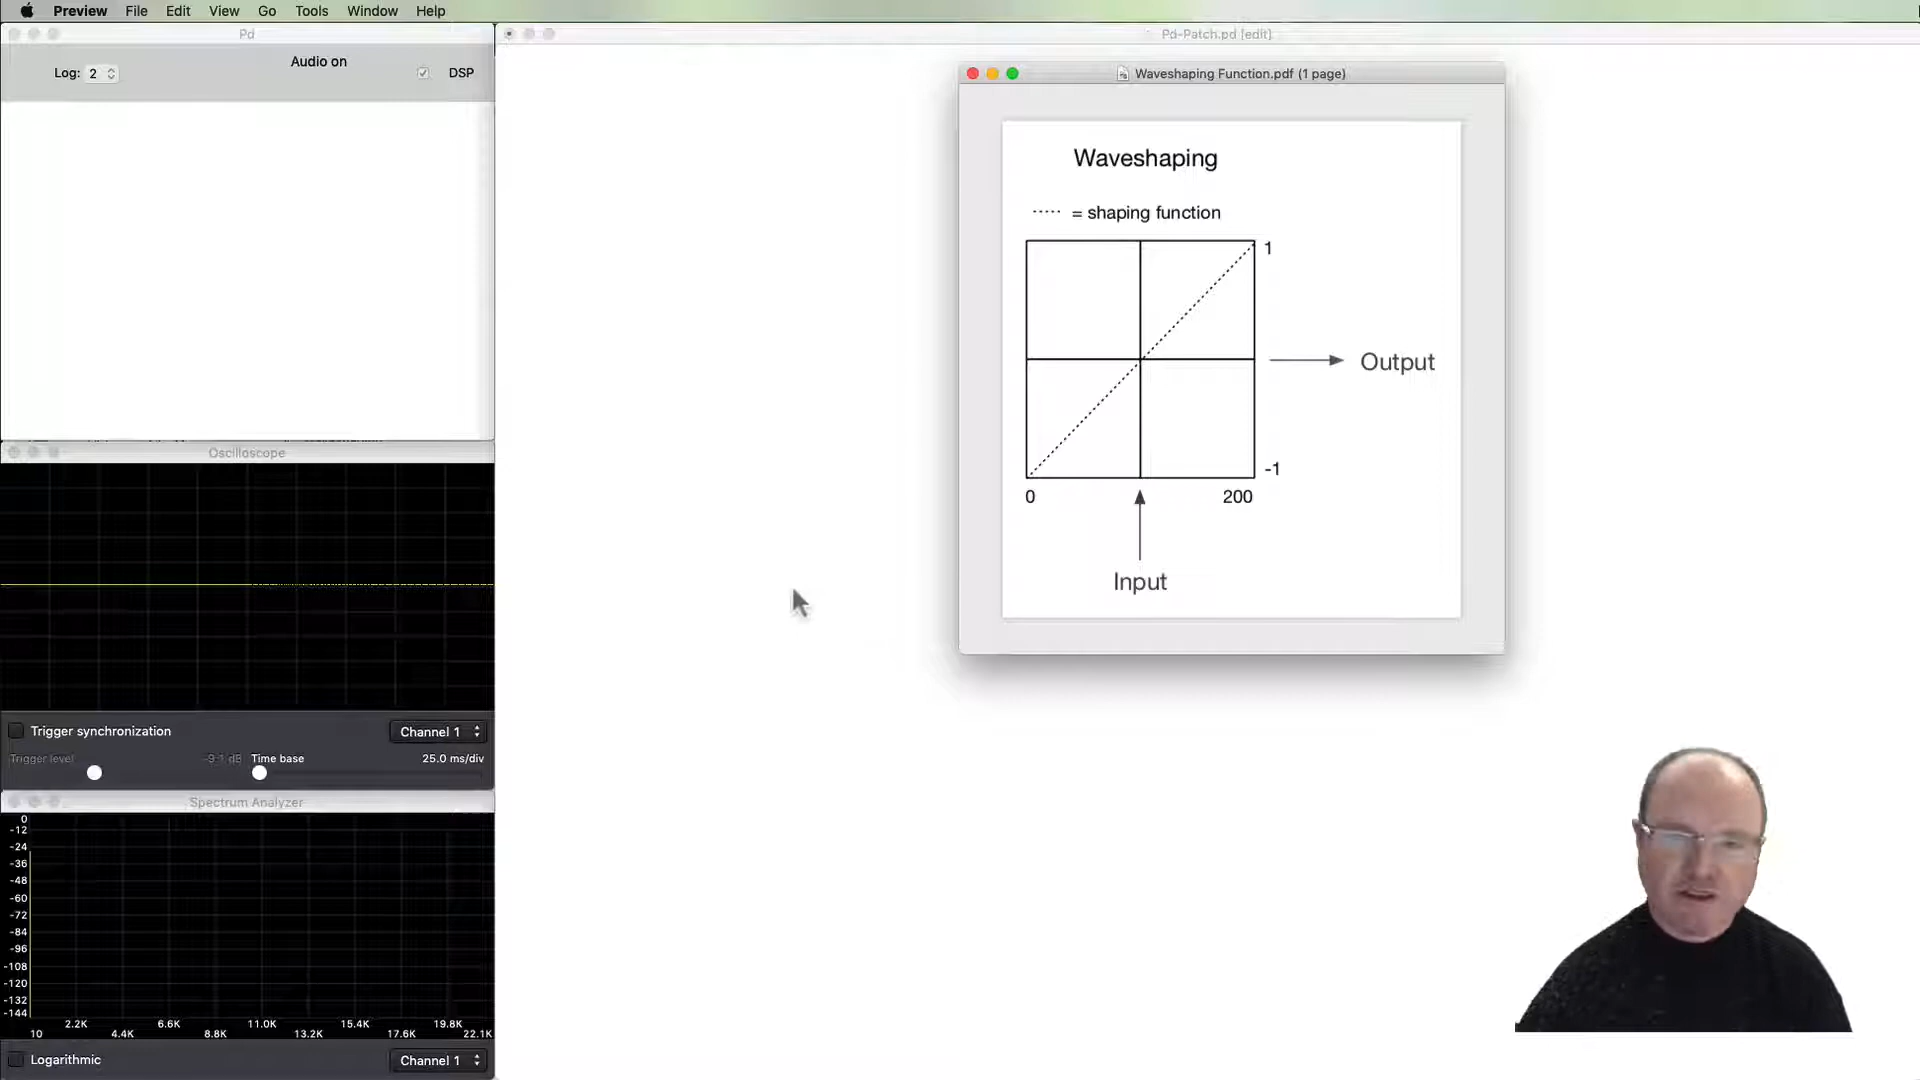 Preview File Edit View Go Tools Window Help
Pd
Audio on
Log: 2
DSP
Oscilloscope
Trigger synchronization
Channel 1
Trigger level
-9.1 dB
Time base
25.0 ms/div
Spectrum Analyzer
0
-12
-24
-36
-48
-60
-72
-84
-96
-108
-120
-132
-144
2.2K 6.6K 11.0K 15.4K 19.8K
10 4.4K 8.8K 13.2K 17.6K 22.1K
Logarithmic
Channel 1
Pd-Patch.pd [edit]
Waveshaping Function.pdf (1 page)
Waveshaping
= shaping function
1
Output
-1
0
200
Input